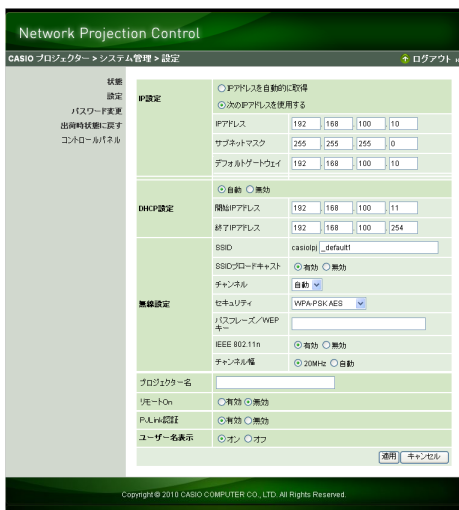 Network Projection Control
CASIO プロジェクター > システム管理 > 設定
ログアウト
状態
設定
パスワード変更
出荷時状態に戻す
コントロールパネル
IP設定
IPアドレスを自動的に取得
次のIPアドレスを使用する
IPアドレス 192 . 168 . 100 . 10
サブネットマスク 255 . 255 . 255 . 0
デフォルトゲートウェイ 192 . 168 . 100 . 10
DHCP設定
自動 無効
開始IPアドレス 192 . 168 . 100 . 11
終了IPアドレス 192 . 168 . 100 . 254
無線設定
SSID casiolpj _default1
SSIDブロードキャスト 有効 無効
チャンネル 自動
セキュリティ WPA-PSK AES
パスフレーズ/WEP
キー
IEEE 802.11n 有効 無効
チャンネル幅 20MHz 自動
プロジェクター名
リモートOn 有効 無効
PJLink認証 有効 無効
ユーザー名表示 オン オフ
適用 キャンセル
Copyright © 2010 CASIO COMPUTER CO., LTD. All Rights Reserved.